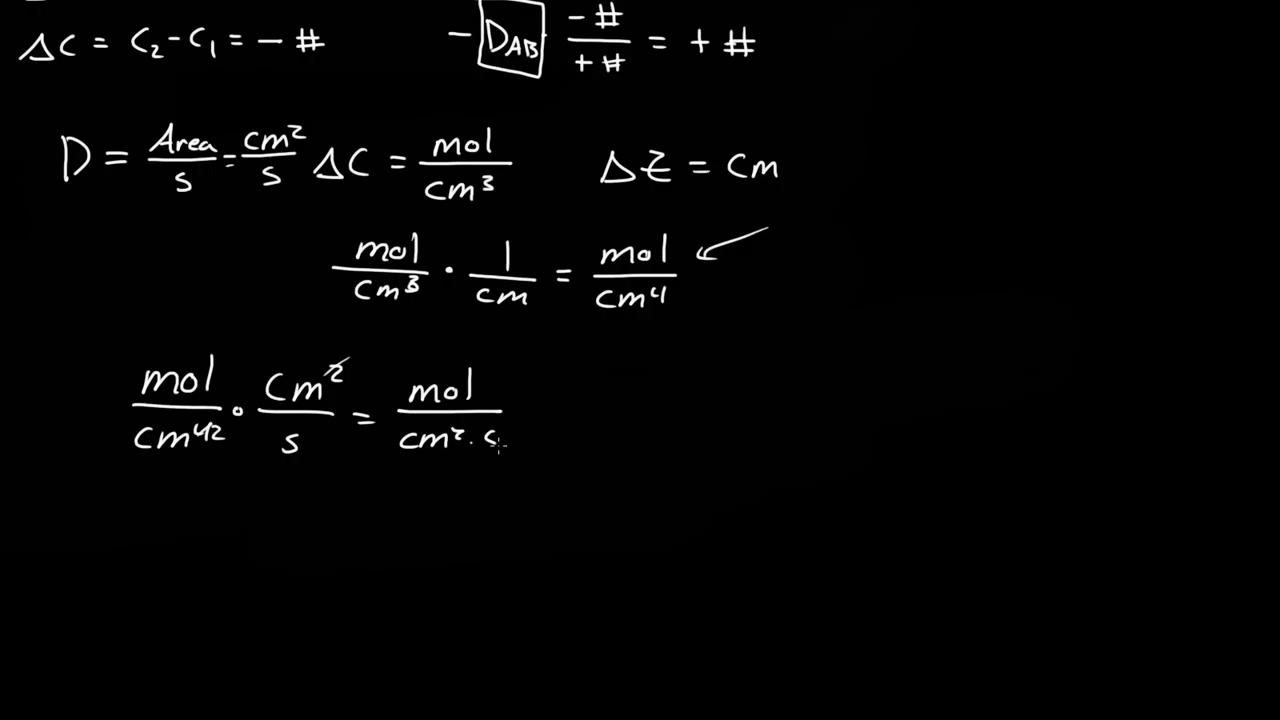 ΔC = C₂ - C₁ = - #    - D_AB · - # / + # = + #
D = Area / s = cm² / s    ΔC = mol / cm³    ΔZ = cm
mol / cm³ · 1 / cm = mol / cm⁴
mol / cm⁴² · cm² / s = mol / cm² · s